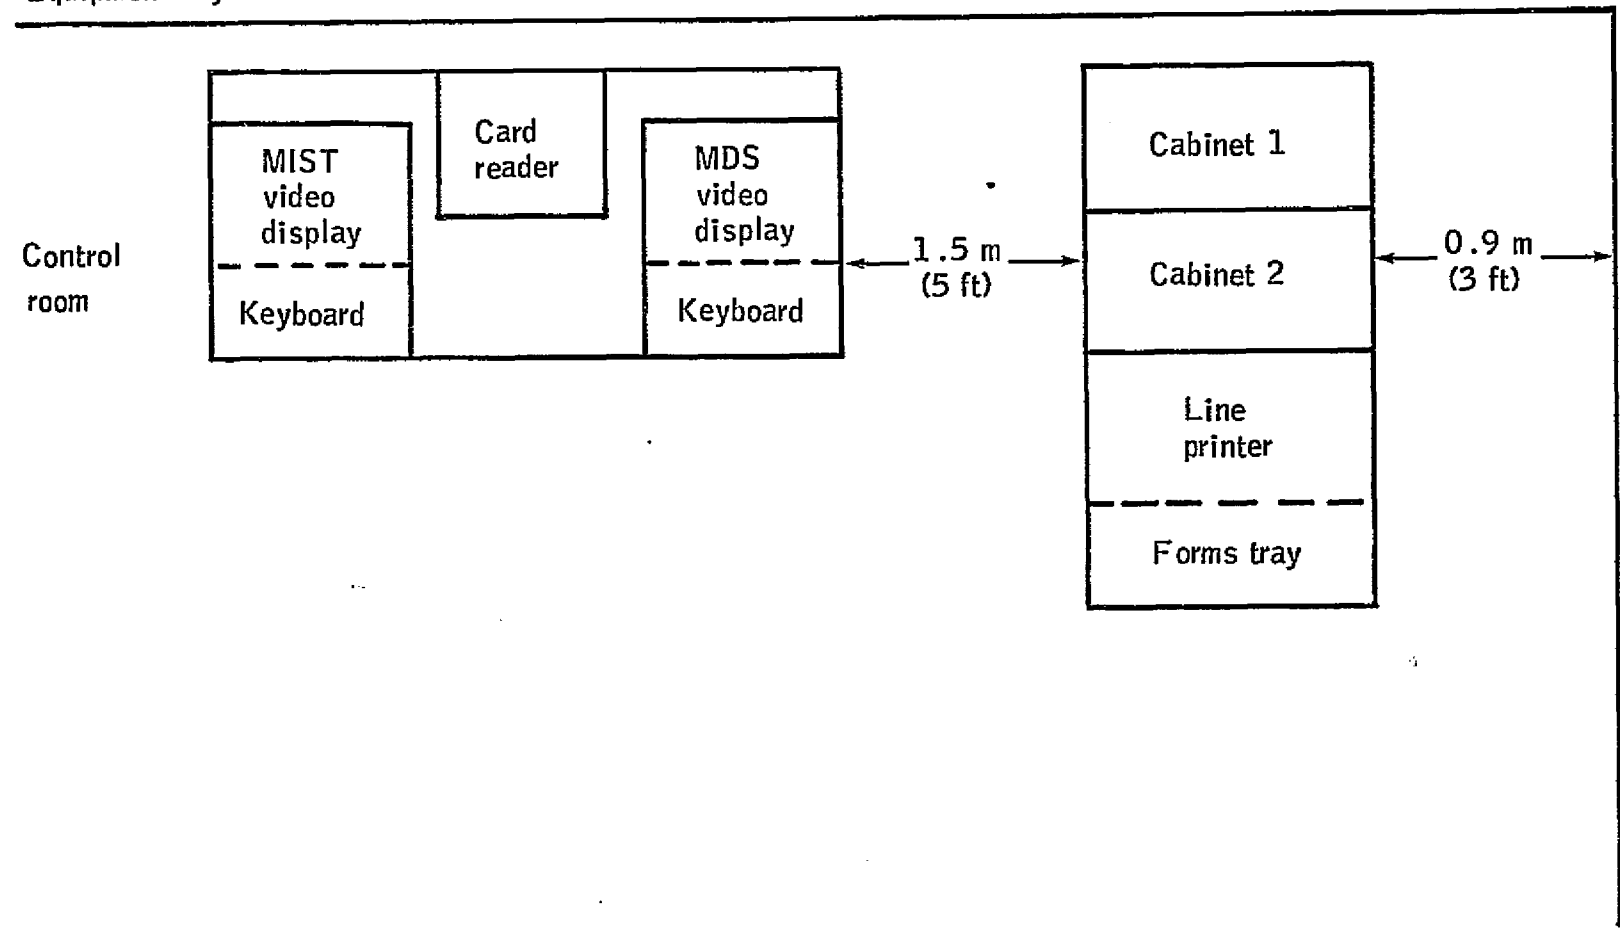 Card
reader
MIST
video
display
MDS
video
display
Keyboard
Keyboard
Control
room
1.5 m
(5 ft)
Cabinet 1
Cabinet 2
0.9 m
(3 ft)
Line
printer
Forms tray